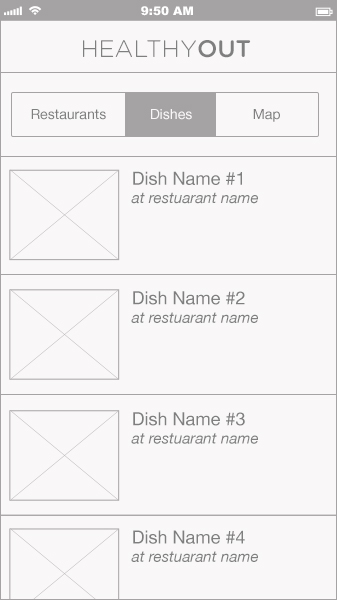 9:50 AM
HEALTHYOUT
Restaurants Dishes Map
Dish Name #1
at restuarant name
Dish Name #2
at restuarant name
Dish Name #3
at restuarant name
Dish Name #4
at restuarant name